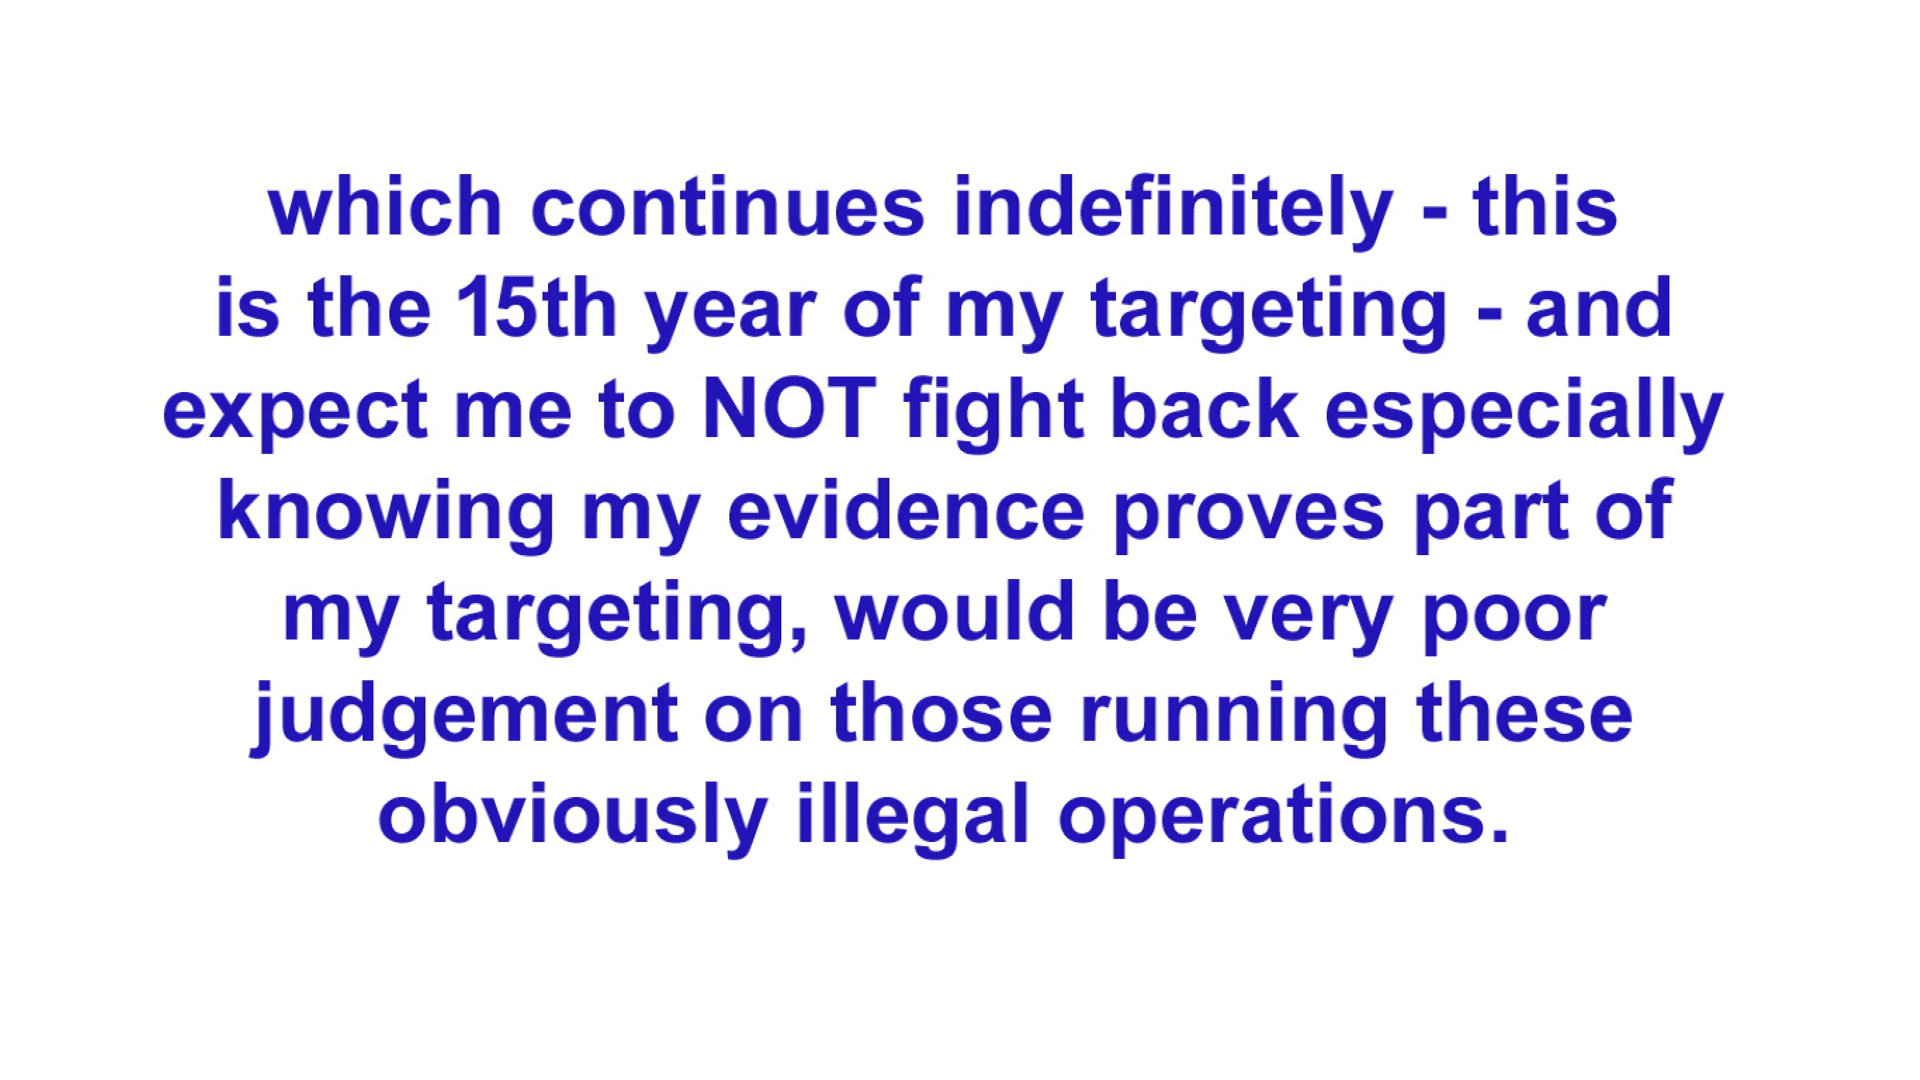 which continues indefinitely - this
is the 15th year of my targeting - and
expect me to NOT fight back especially
knowing my evidence proves part of
my targeting, would be very poor
judgement on those running these
obviously illegal operations.